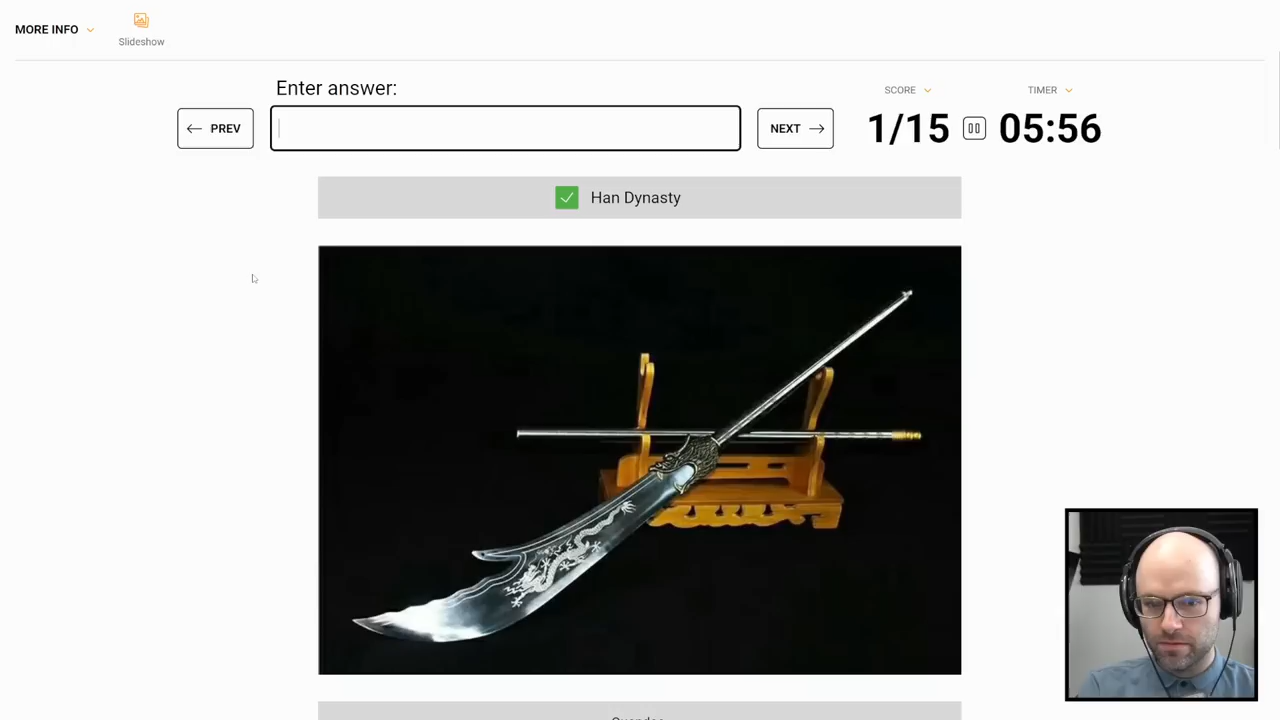 MORE INFO
Slideshow
Enter answer:
PREV
NEXT
SCORE
1/15
TIMER
05:56
Han Dynasty